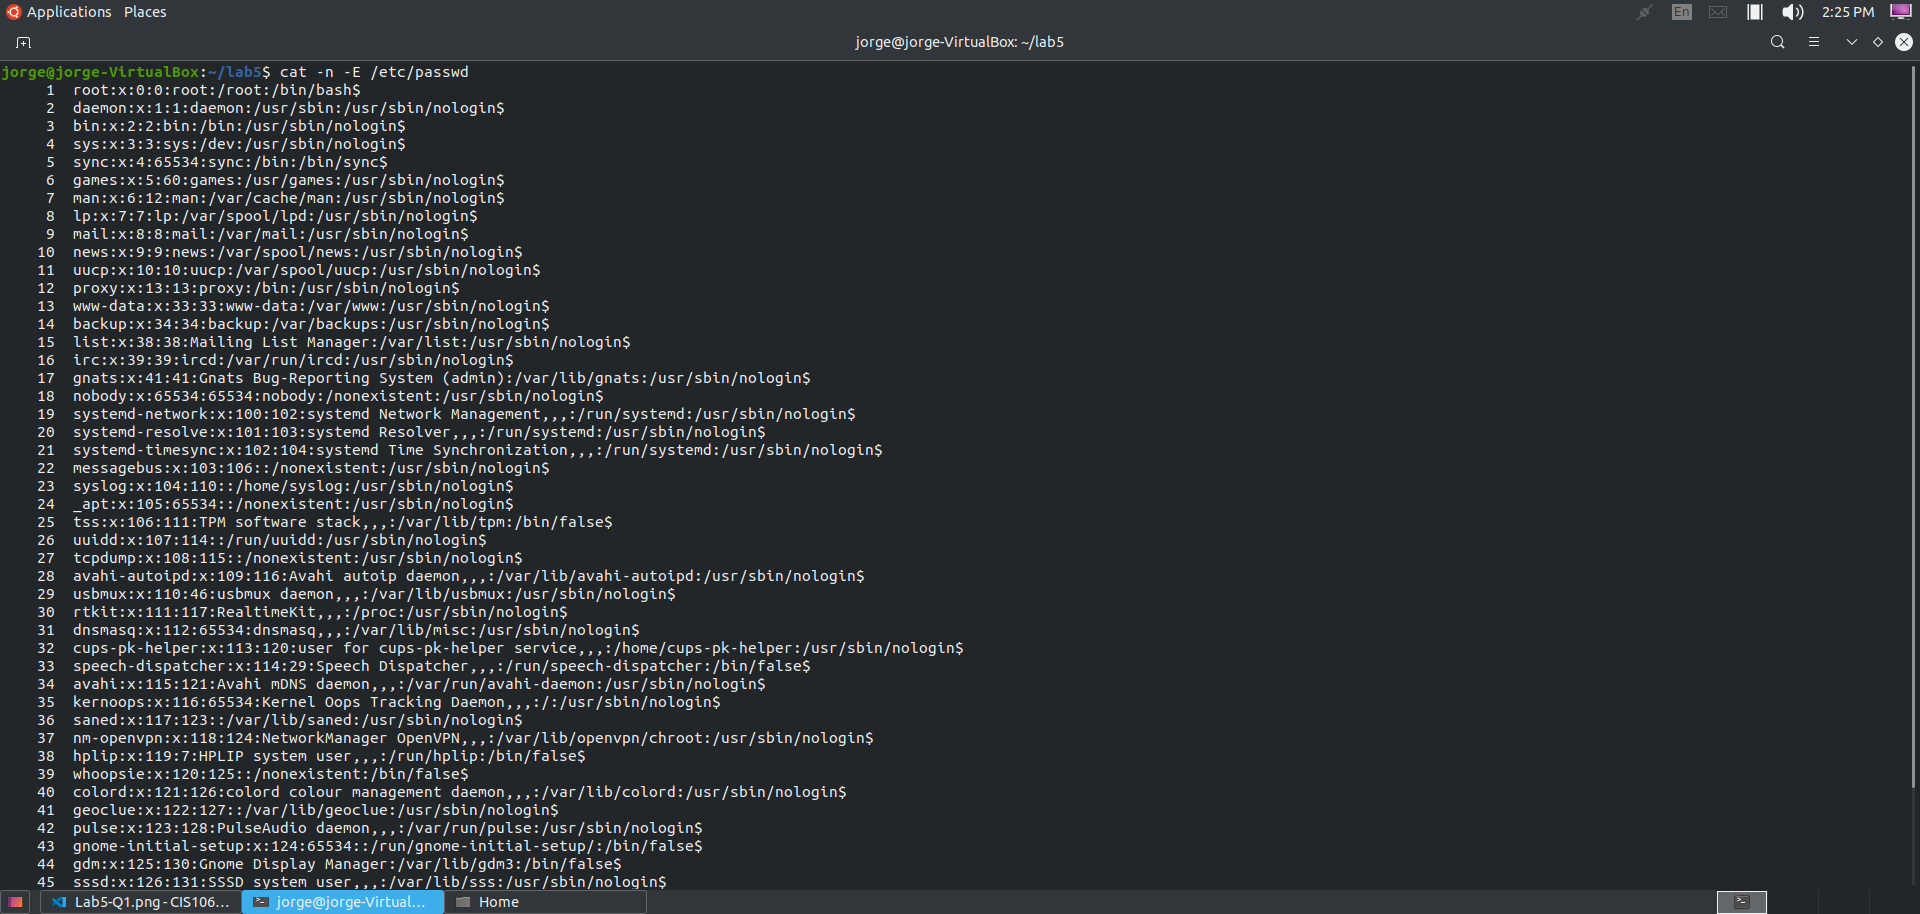 Applications Places En 2:25 PM
jorge@jorge-VirtualBox: ~/lab5
jorge@jorge-VirtualBox:~/lab5$ cat -n -E /etc/passwd
1 root:x:0:0:root:/root:/bin/bash$
2 daemon:x:1:1:daemon:/usr/sbin:/usr/sbin/nologin$
3 bin:x:2:2:bin:/bin:/usr/sbin/nologin$
4 sys:x:3:3:sys:/dev:/usr/sbin/nologin$
5 sync:x:4:65534:sync:/bin:/bin/sync$
6 games:x:5:60:games:/usr/games:/usr/sbin/nologin$
7 man:x:6:12:man:/var/cache/man:/usr/sbin/nologin$
8 lp:x:7:7:lp:/var/spool/lpd:/usr/sbin/nologin$
9 mail:x:8:8:mail:/var/mail:/usr/sbin/nologin$
10 news:x:9:9:news:/var/spool/news:/usr/sbin/nologin$
11 uucp:x:10:10:uucp:/var/spool/uucp:/usr/sbin/nologin$
12 proxy:x:13:13:proxy:/bin:/usr/sbin/nologin$
13 www-data:x:33:33:www-data:/var/www:/usr/sbin/nologin$
14 backup:x:34:34:backup:/var/backups:/usr/sbin/nologin$
15 list:x:38:38:Mailing List Manager:/var/list:/usr/sbin/nologin$
16 irc:x:39:39:ircd:/var/run/ircd:/usr/sbin/nologin$
17 gnats:x:41:41:Gnats Bug-Reporting System (admin):/var/lib/gnats:/usr/sbin/nologin$
18 nobody:x:65534:65534:nobody:/nonexistent:/usr/sbin/nologin$
19 systemd-network:x:100:102:systemd Network Management,,,:/run/systemd:/usr/sbin/nologin$
20 systemd-resolve:x:101:103:systemd Resolver,,,:/run/systemd:/usr/sbin/nologin$
21 systemd-timesync:x:102:104:systemd Time Synchronization,,,:/run/systemd:/usr/sbin/nologin$
22 messagebus:x:103:106::/nonexistent:/usr/sbin/nologin$
23 syslog:x:104:110::/home/syslog:/usr/sbin/nologin$
24 _apt:x:105:65534::/nonexistent:/usr/sbin/nologin$
25 tss:x:106:111:TPM software stack,,,:/var/lib/tpm:/bin/false$
26 uuidd:x:107:114::/run/uuidd:/usr/sbin/nologin$
27 tcpdump:x:108:115::/nonexistent:/usr/sbin/nologin$
28 avahi-autoipd:x:109:116:Avahi autoip daemon,,,:/var/lib/avahi-autoipd:/usr/sbin/nologin$
29 usbmux:x:110:46:usbmux daemon,,,:/var/lib/usbmux:/usr/sbin/nologin$
30 rtkit:x:111:117:RealtimeKit,,,:/proc:/usr/sbin/nologin$
31 dnsmasq:x:112:65534:dnsmasq,,,:/var/lib/misc:/usr/sbin/nologin$
32 cups-pk-helper:x:113:120:user for cups-pk-helper service,,,:/home/cups-pk-helper:/usr/sbin/nologin$
33 speech-dispatcher:x:114:29:Speech Dispatcher,,,:/run/speech-dispatcher:/bin/false$
34 avahi:x:115:121:Avahi mDNS daemon,,,:/var/run/avahi-daemon:/usr/sbin/nologin$
35 kernoops:x:116:65534:Kernel Oops Tracking Daemon,,,:/:/usr/sbin/nologin$
36 saned:x:117:123::/var/lib/saned:/usr/sbin/nologin$
37 nm-openvpn:x:118:124:NetworkManager OpenVPN,,,:/var/lib/openvpn/chroot:/usr/sbin/nologin$
38 hplip:x:119:7:HPLIP system user,,,:/run/hplip:/bin/false$
39 whoopsie:x:120:125::/nonexistent:/bin/false$
40 colord:x:121:126:colord colour management daemon,,,:/var/lib/colord:/usr/sbin/nologin$
41 geoclue:x:122:127::/var/lib/geoclue:/usr/sbin/nologin$
42 pulse:x:123:128:PulseAudio daemon,,,:/var/run/pulse:/usr/sbin/nologin$
43 gnome-initial-setup:x:124:65534::/run/gnome-initial-setup/:/bin/false$
44 gdm:x:125:130:Gnome Display Manager:/var/lib/gdm3:/bin/false$
45 sssd:x:126:131:SSSD system user,,,:/var/lib/sss:/usr/sbin/nologin$
Lab5-Q1.png - CIS106... jorge@jorge-Virtual... Home